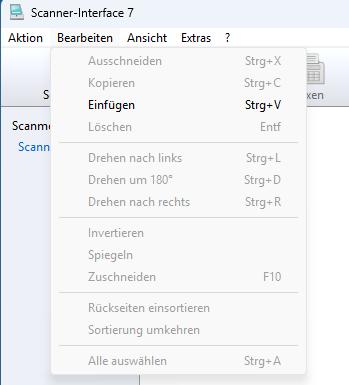 Scanner-Interface 7
Aktion Bearbeiten Ansicht Extras ?
Ausschneiden Strg+X
Kopieren Strg+C
Einfügen Strg+V
Löschen Entf
Drehen nach links Strg+L
Drehen um 180° Strg+D
Drehen nach rechts Strg+R
Invertieren
Spiegeln
Zuschneiden F10
Rückseiten einsortieren
Sortierung umkehren
Alle auswählen Strg+A